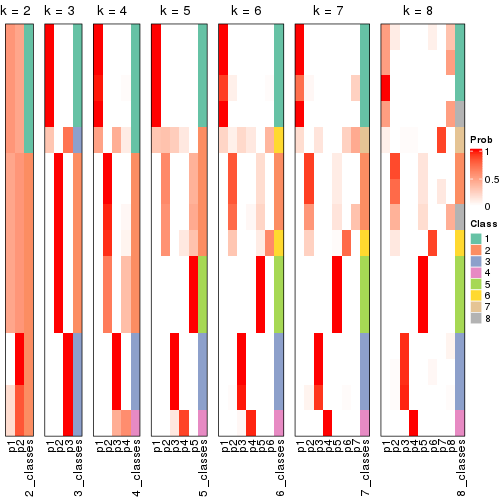 k = 2 k = 3 k = 4 k = 5 k = 6 k = 7 k = 8
Prob
1
0.5
0
Class
1
2
3
4
5
6
7
8
p1 p2 2_classes
p1 p2 p3 3_classes
p1 p2 p3 p4 4_classes
p1 p2 p3 p4 p5 5_classes
p1 p2 p3 p4 p5 p6 6_classes
p1 p2 p3 p4 p5 p6 p7 7_classes
p1 p2 p3 p4 p5 p6 p7 p8 8_classes